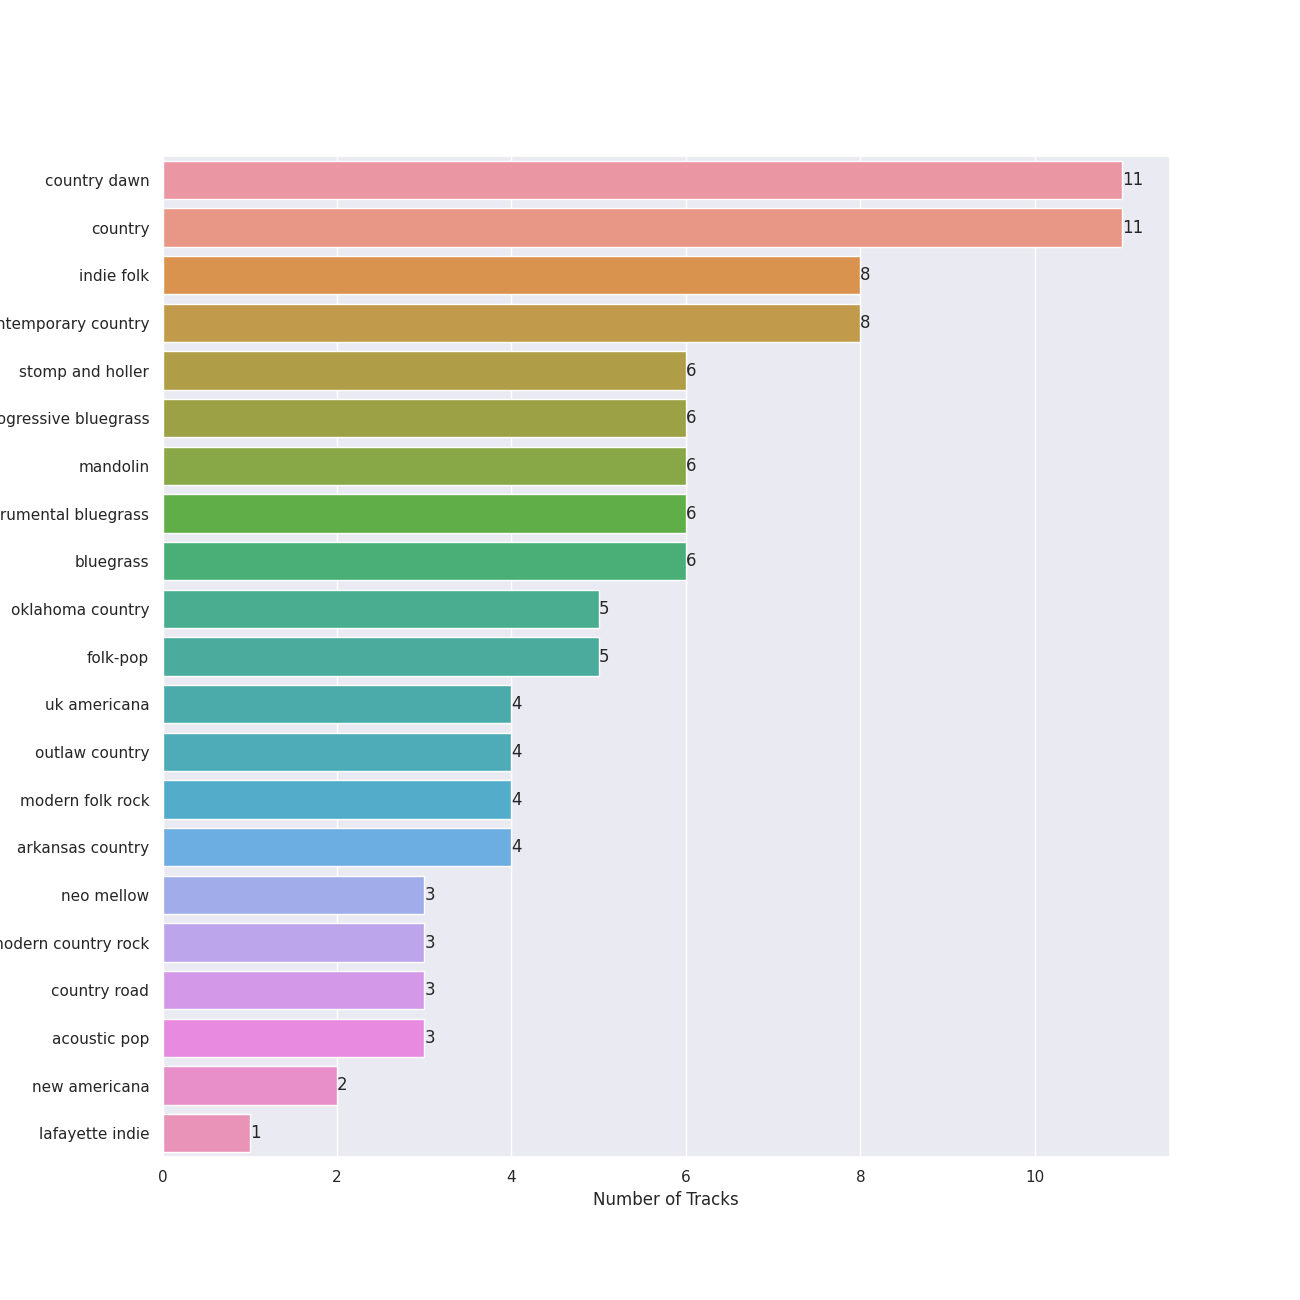 country dawn 11
country 11
indie folk 8
ntemporary country 8
stomp and holler 6
ogressive bluegrass 6
mandolin 6
rumental bluegrass 6
bluegrass 6
oklahoma country 5
folk-pop 5
uk americana 4
outlaw country 4
modern folk rock 4
arkansas country 4
neo mellow 3
odern country rock 3
country road 3
acoustic pop 3
new americana 2
lafayette indie 1
0 2 4 6 8 10
Number of Tracks